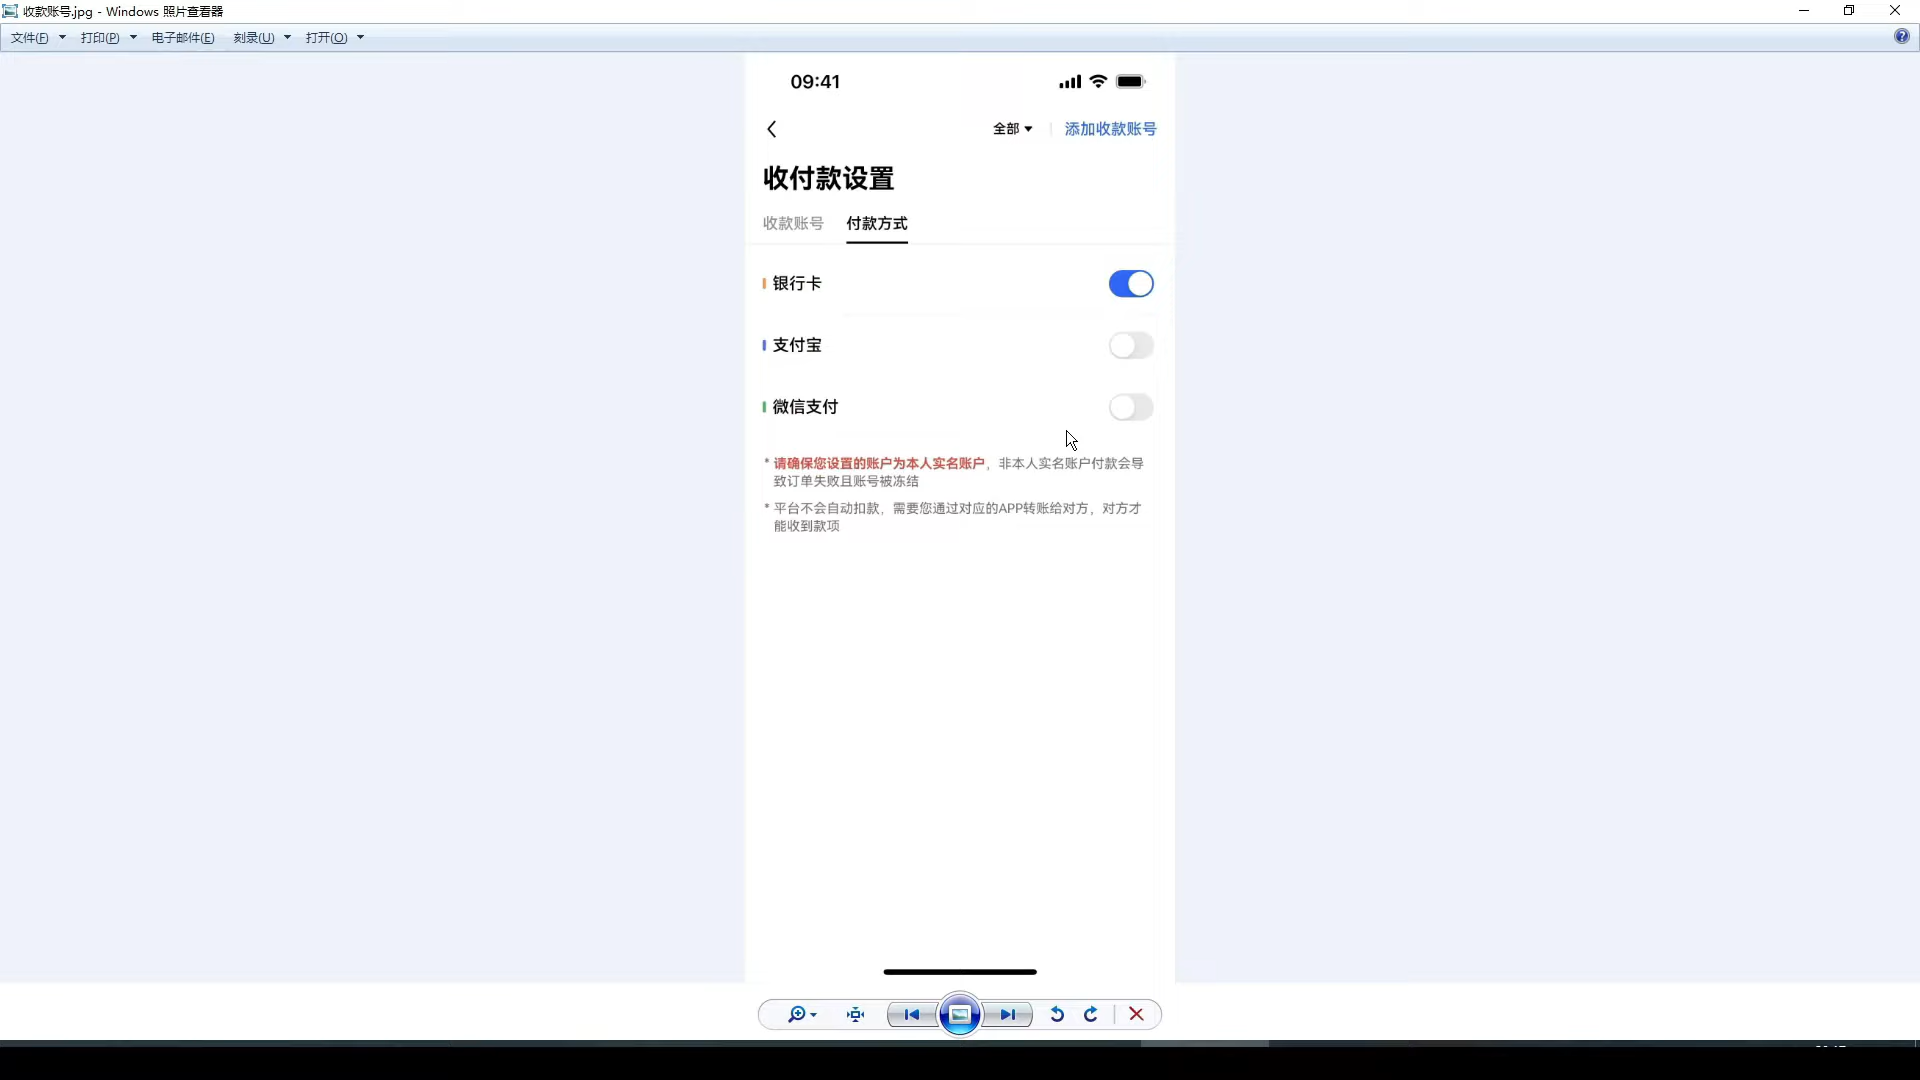 收款账号.jpg - Windows 照片查看器
文件(F) 打印(P) 电子邮件(E) 刻录(U) 打开(O)
09:41
全部 添加收款账号
收付款设置
收款账号 付款方式
银行卡
支付宝
微信支付
* 请确保您设置的账户为本人实名账户，非本人实名账户付款会导
致订单失败且账号被冻结
* 平台不会自动扣款，需要您通过对应的APP转账给对方，对方才
能收到款项